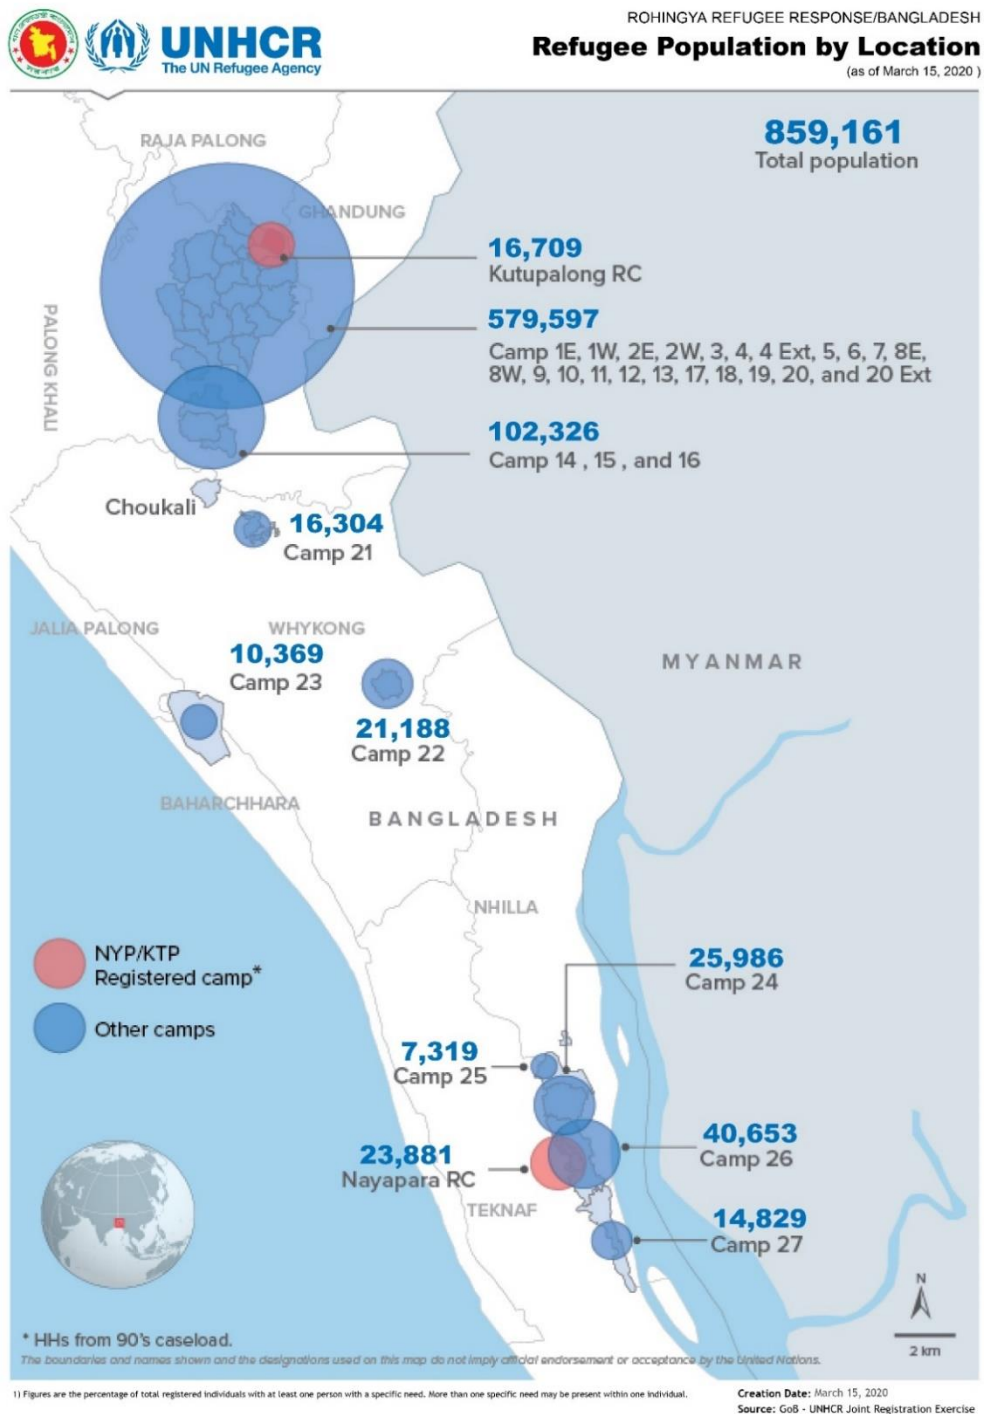 UNHCR
The UN Refugee Agency
ROHINGYA REFUGEE RESPONSE/BANGLADESH
Refugee Population by Location
(as of March 15, 2020 )
859,161
Total population
RAJA PALONG
GHANDUNG
16,709
Kutupalong RC
PALONG KHALI
579,597
Camp 1E, 1W, 2E, 2W, 3, 4, 4 Ext, 5, 6, 7, 8E,
8W, 9, 10, 11, 12, 13, 17, 18, 19, 20, and 20 Ext
102,326
Camp 14 , 15 , and 16
Choukali
16,304
Camp 21
JALIA PALONG
WHYKONG
10,369
Camp 23
MYANMAR
21,188
Camp 22
BAHARCHHARA
BANGLADESH
NHILLA
NYP/KTP
Registered camp*
Other camps
25,986
Camp 24
7,319
Camp 25
40,653
Camp 26
23,881
Nayapara RC
TEKNAF
14,829
Camp 27
N
2 km
* HHs from 90's caseload.
The boundaries and names shown and the designations used on this map do not imply official endorsement or acceptance by the United Nations.
1) Figures are the percentage of total registered individuals with at least one person with a specific need. More than one specific need may be present within one individual.
Creation Date: March 15, 2020
Source: GoB - UNHCR Joint Registration Exercise